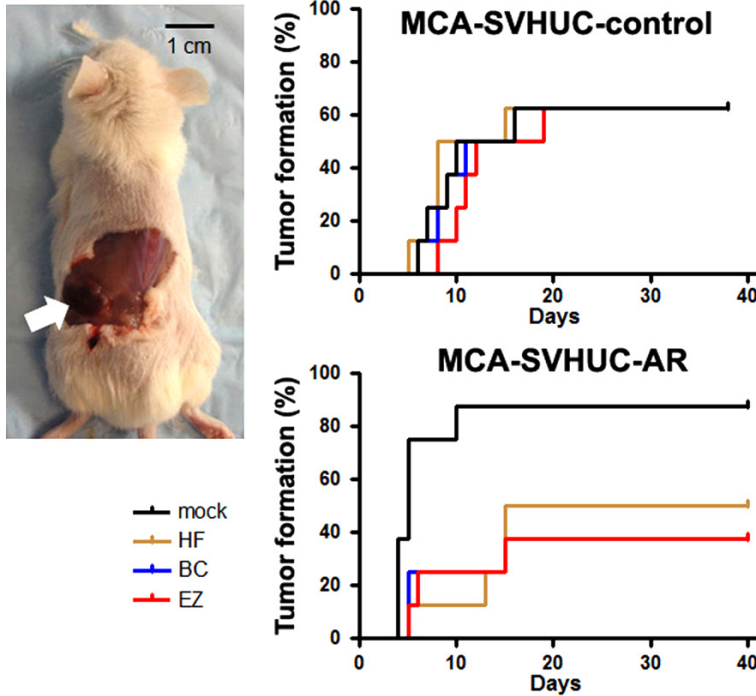 1 cm
MCA-SVHUC-control
Tumor formation (%)
100
80
60
40
20
0
0 10 20 30 40
Days
MCA-SVHUC-AR
Tumor formation (%)
100
80
60
40
20
0
0 10 20 30 40
Days
mock
HF
BC
EZ